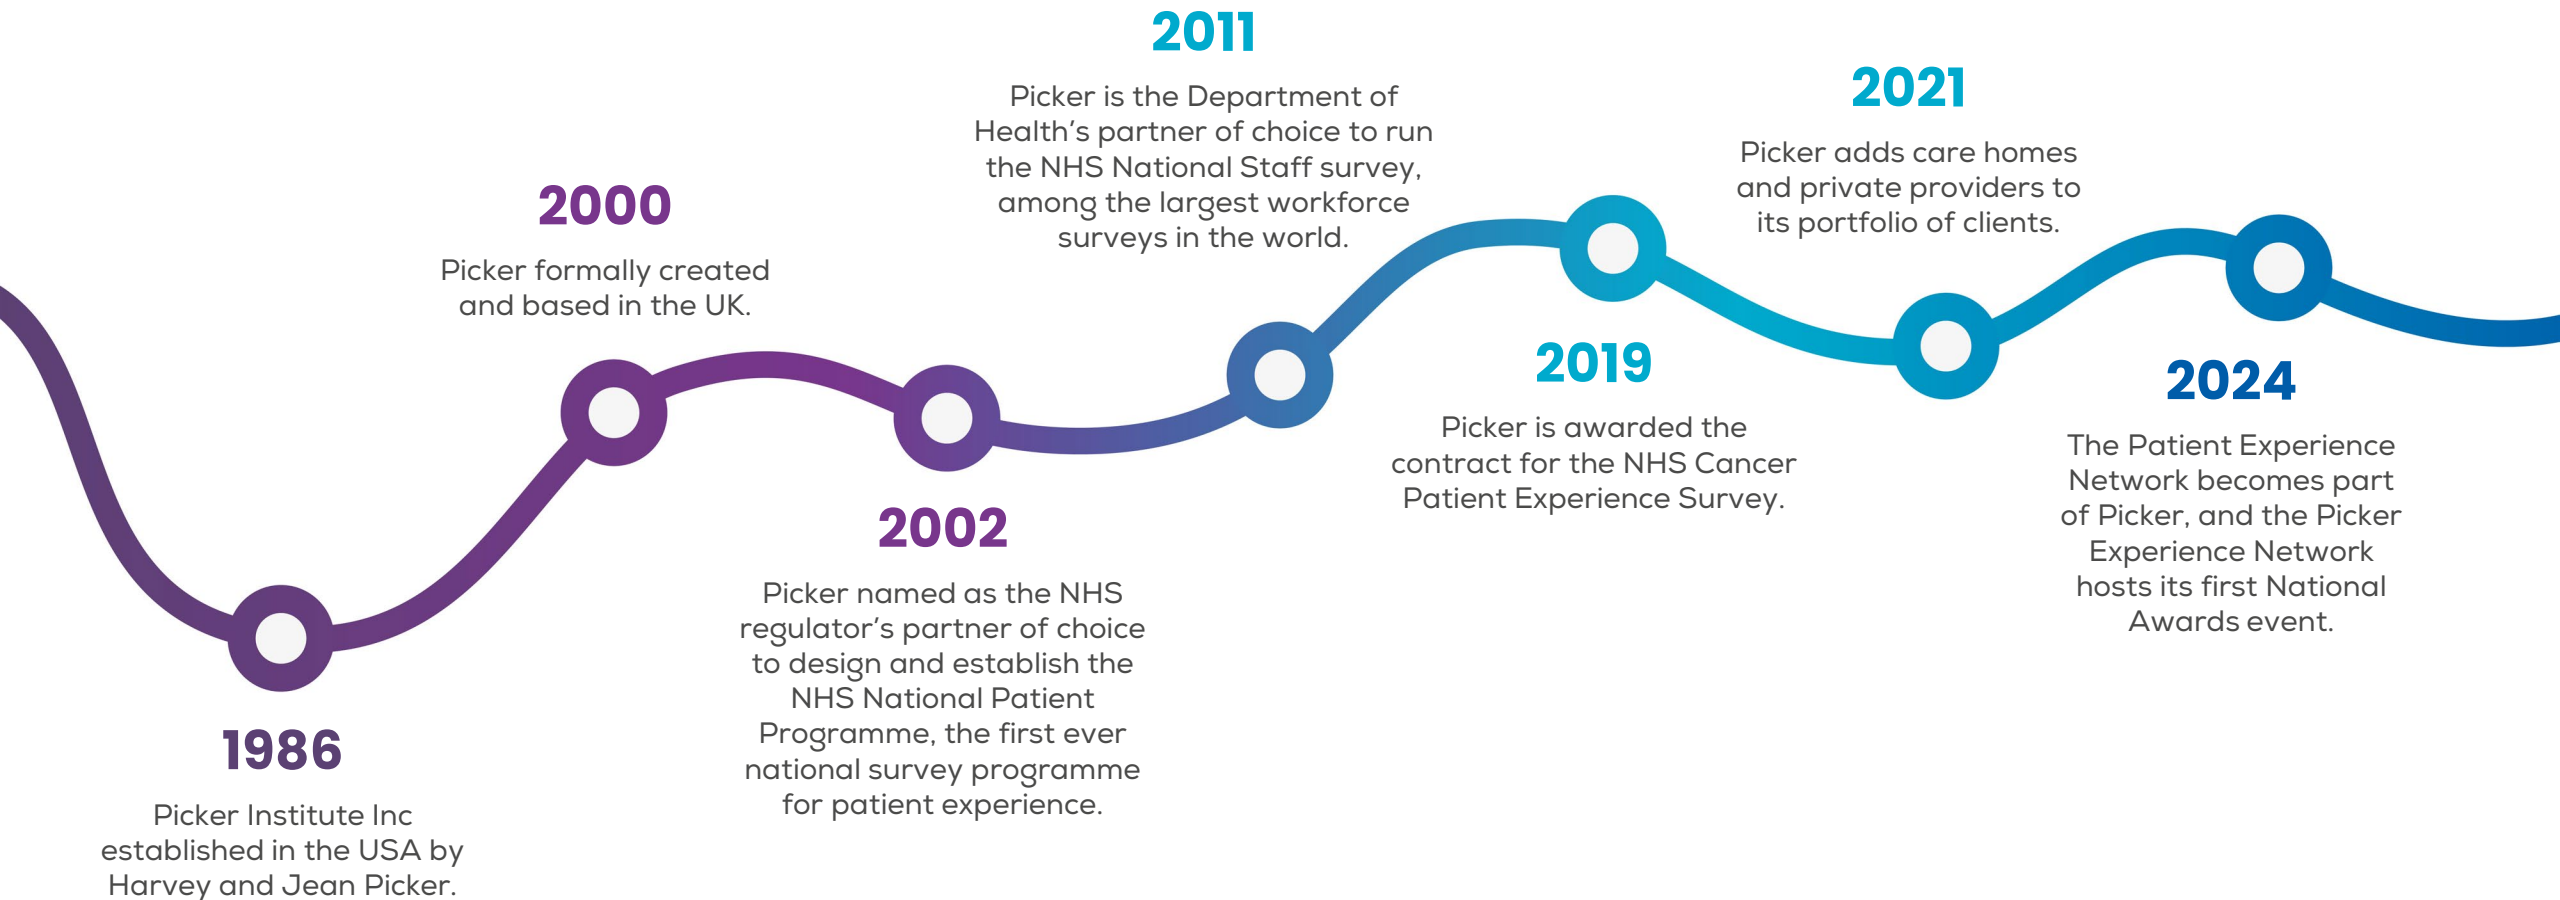 1986
Picker Institute Inc
established in the USA by
Harvey and Jean Picker.
2000
Picker formally created
and based in the UK.
2002
Picker named as the NHS
regulator’s partner of choice
to design and establish the
NHS National Patient
Programme, the first ever
national survey programme
for patient experience.
2011
Picker is the Department of
Health’s partner of choice to run
the NHS National Staff survey,
among the largest workforce
surveys in the world.
2019
Picker is awarded the
contract for the NHS Cancer
Patient Experience Survey.
2021
Picker adds care homes
and private providers to
its portfolio of clients.
2024
The Patient Experience
Network becomes part
of Picker, and the Picker
Experience Network
hosts its first National
Awards event.